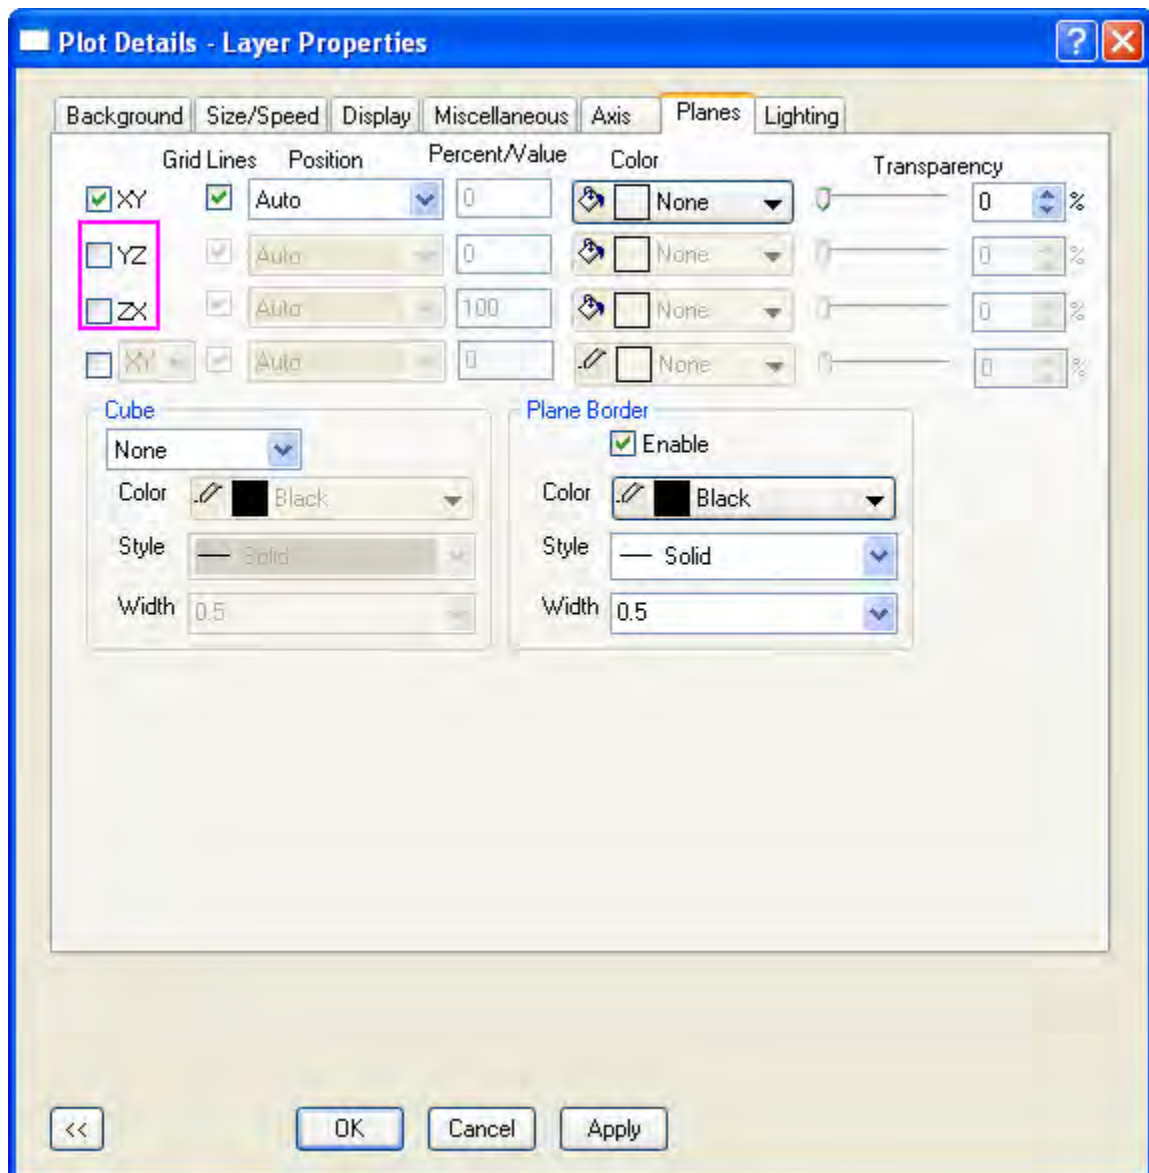 Plot Details - Layer Properties
?
Background Size/Speed Display Miscellaneous Axis Planes Lighting
Grid Lines Position Percent/Value Color Transparency
XY Auto 0 None 0 %
YZ Auto 0 None 0 %
ZX Auto 100 None 0 %
XY Auto 0 None 0 %
Cube Plane Border
None Enable
Color Black Color Black
Style Solid Style Solid
Width 0.5 Width 0.5
<< OK Cancel Apply